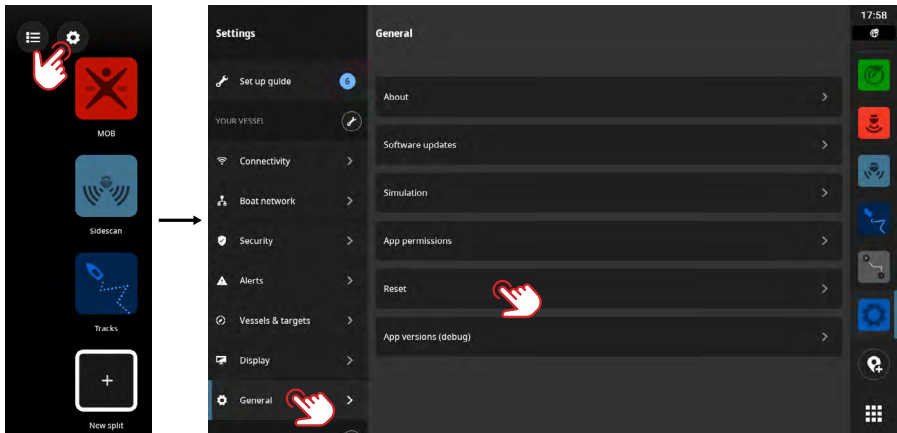 MOB
Sidescan
Tracks
+
New split
Settings
Set up guide
6
YOUR VESSEL
Connectivity
Boat network
Security
Alerts
Vessels & targets
Display
General
General
About
Software updates
Simulation
App permissions
Reset
App versions (debug)
17:58